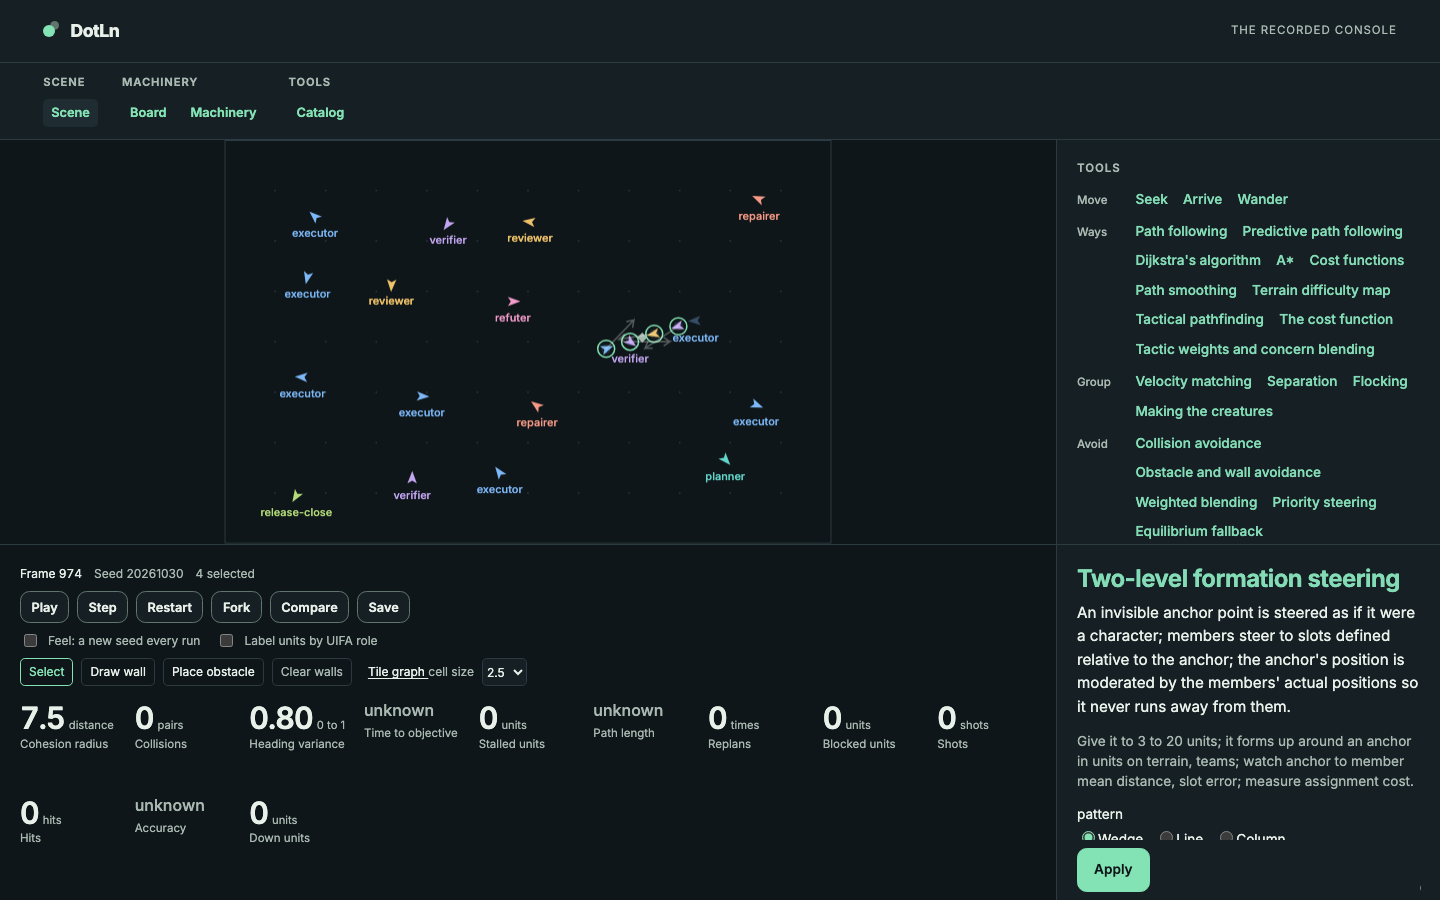 DotLn
THE RECORDED CONSOLE
SCENE
MACHINERY
TOOLS
Scene
Board
Machinery
Catalog
executor
verifier
reviewer
repairer
executor
reviewer
refuter
executor
verifier
executor
executor
repairer
executor
planner
verifier
executor
release-close
TOOLS
Move Seek Arrive Wander
Ways Path following Predictive path following
Dijkstra's algorithm A* Cost functions
Path smoothing Terrain difficulty map
Tactical pathfinding The cost function
Tactic weights and concern blending
Group Velocity matching Separation Flocking
Making the creatures
Avoid Collision avoidance
Obstacle and wall avoidance
Weighted blending Priority steering
Equilibrium fallback
Frame 974 Seed 20261030 4 selected
Play Step Restart Fork Compare Save
Feel: a new seed every run Label units by UIFA role
Select Draw wall Place obstacle Clear walls Tile graph cell size 2.5
7.5 distance
Cohesion radius
0 pairs
Collisions
0.80 0 to 1
Heading variance
unknown
Time to objective
0 units
Stalled units
unknown
Path length
0 times
Replans
0 units
Blocked units
0 shots
Shots
0 hits
Hits
unknown
Accuracy
0 units
Down units
Two-level formation steering
An invisible anchor point is steered as if it were
a character; members steer to slots defined
relative to the anchor; the anchor's position is
moderated by the members' actual positions so
it never runs away from them.
Give it to 3 to 20 units; it forms up around an anchor
in units on terrain, teams; watch anchor to member
mean distance, slot error; measure assignment cost.
pattern
Wedge Line Column
Apply